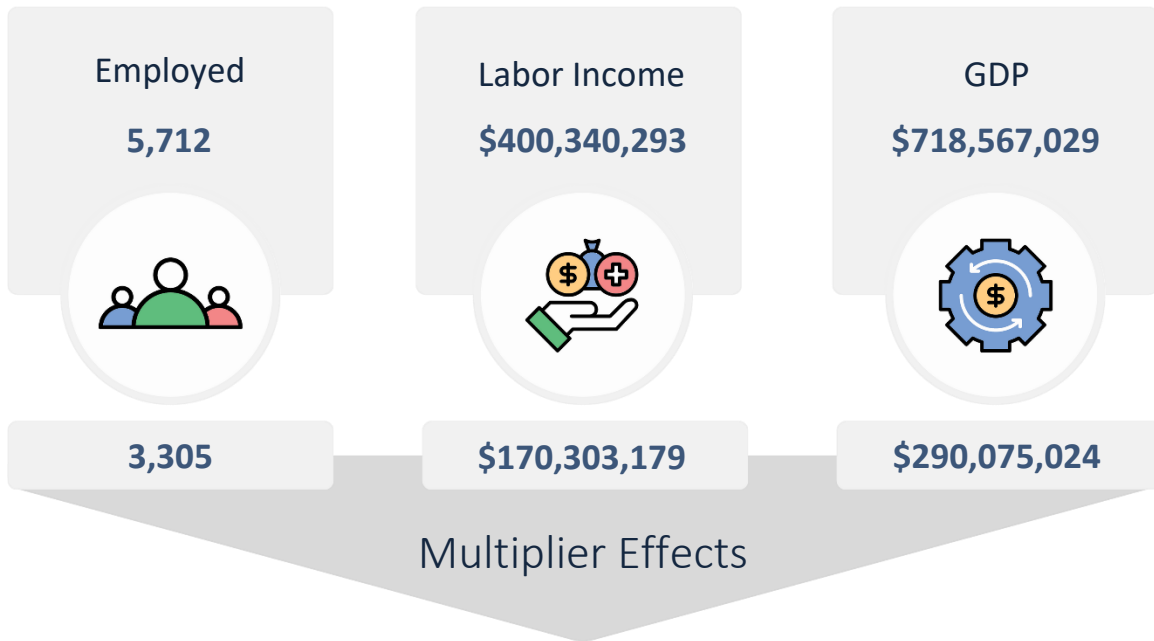 Employed
5,712
Labor Income
$400,340,293
GDP
$718,567,029
$
$
3,305
$170,303,179
$290,075,024
Multiplier Effects